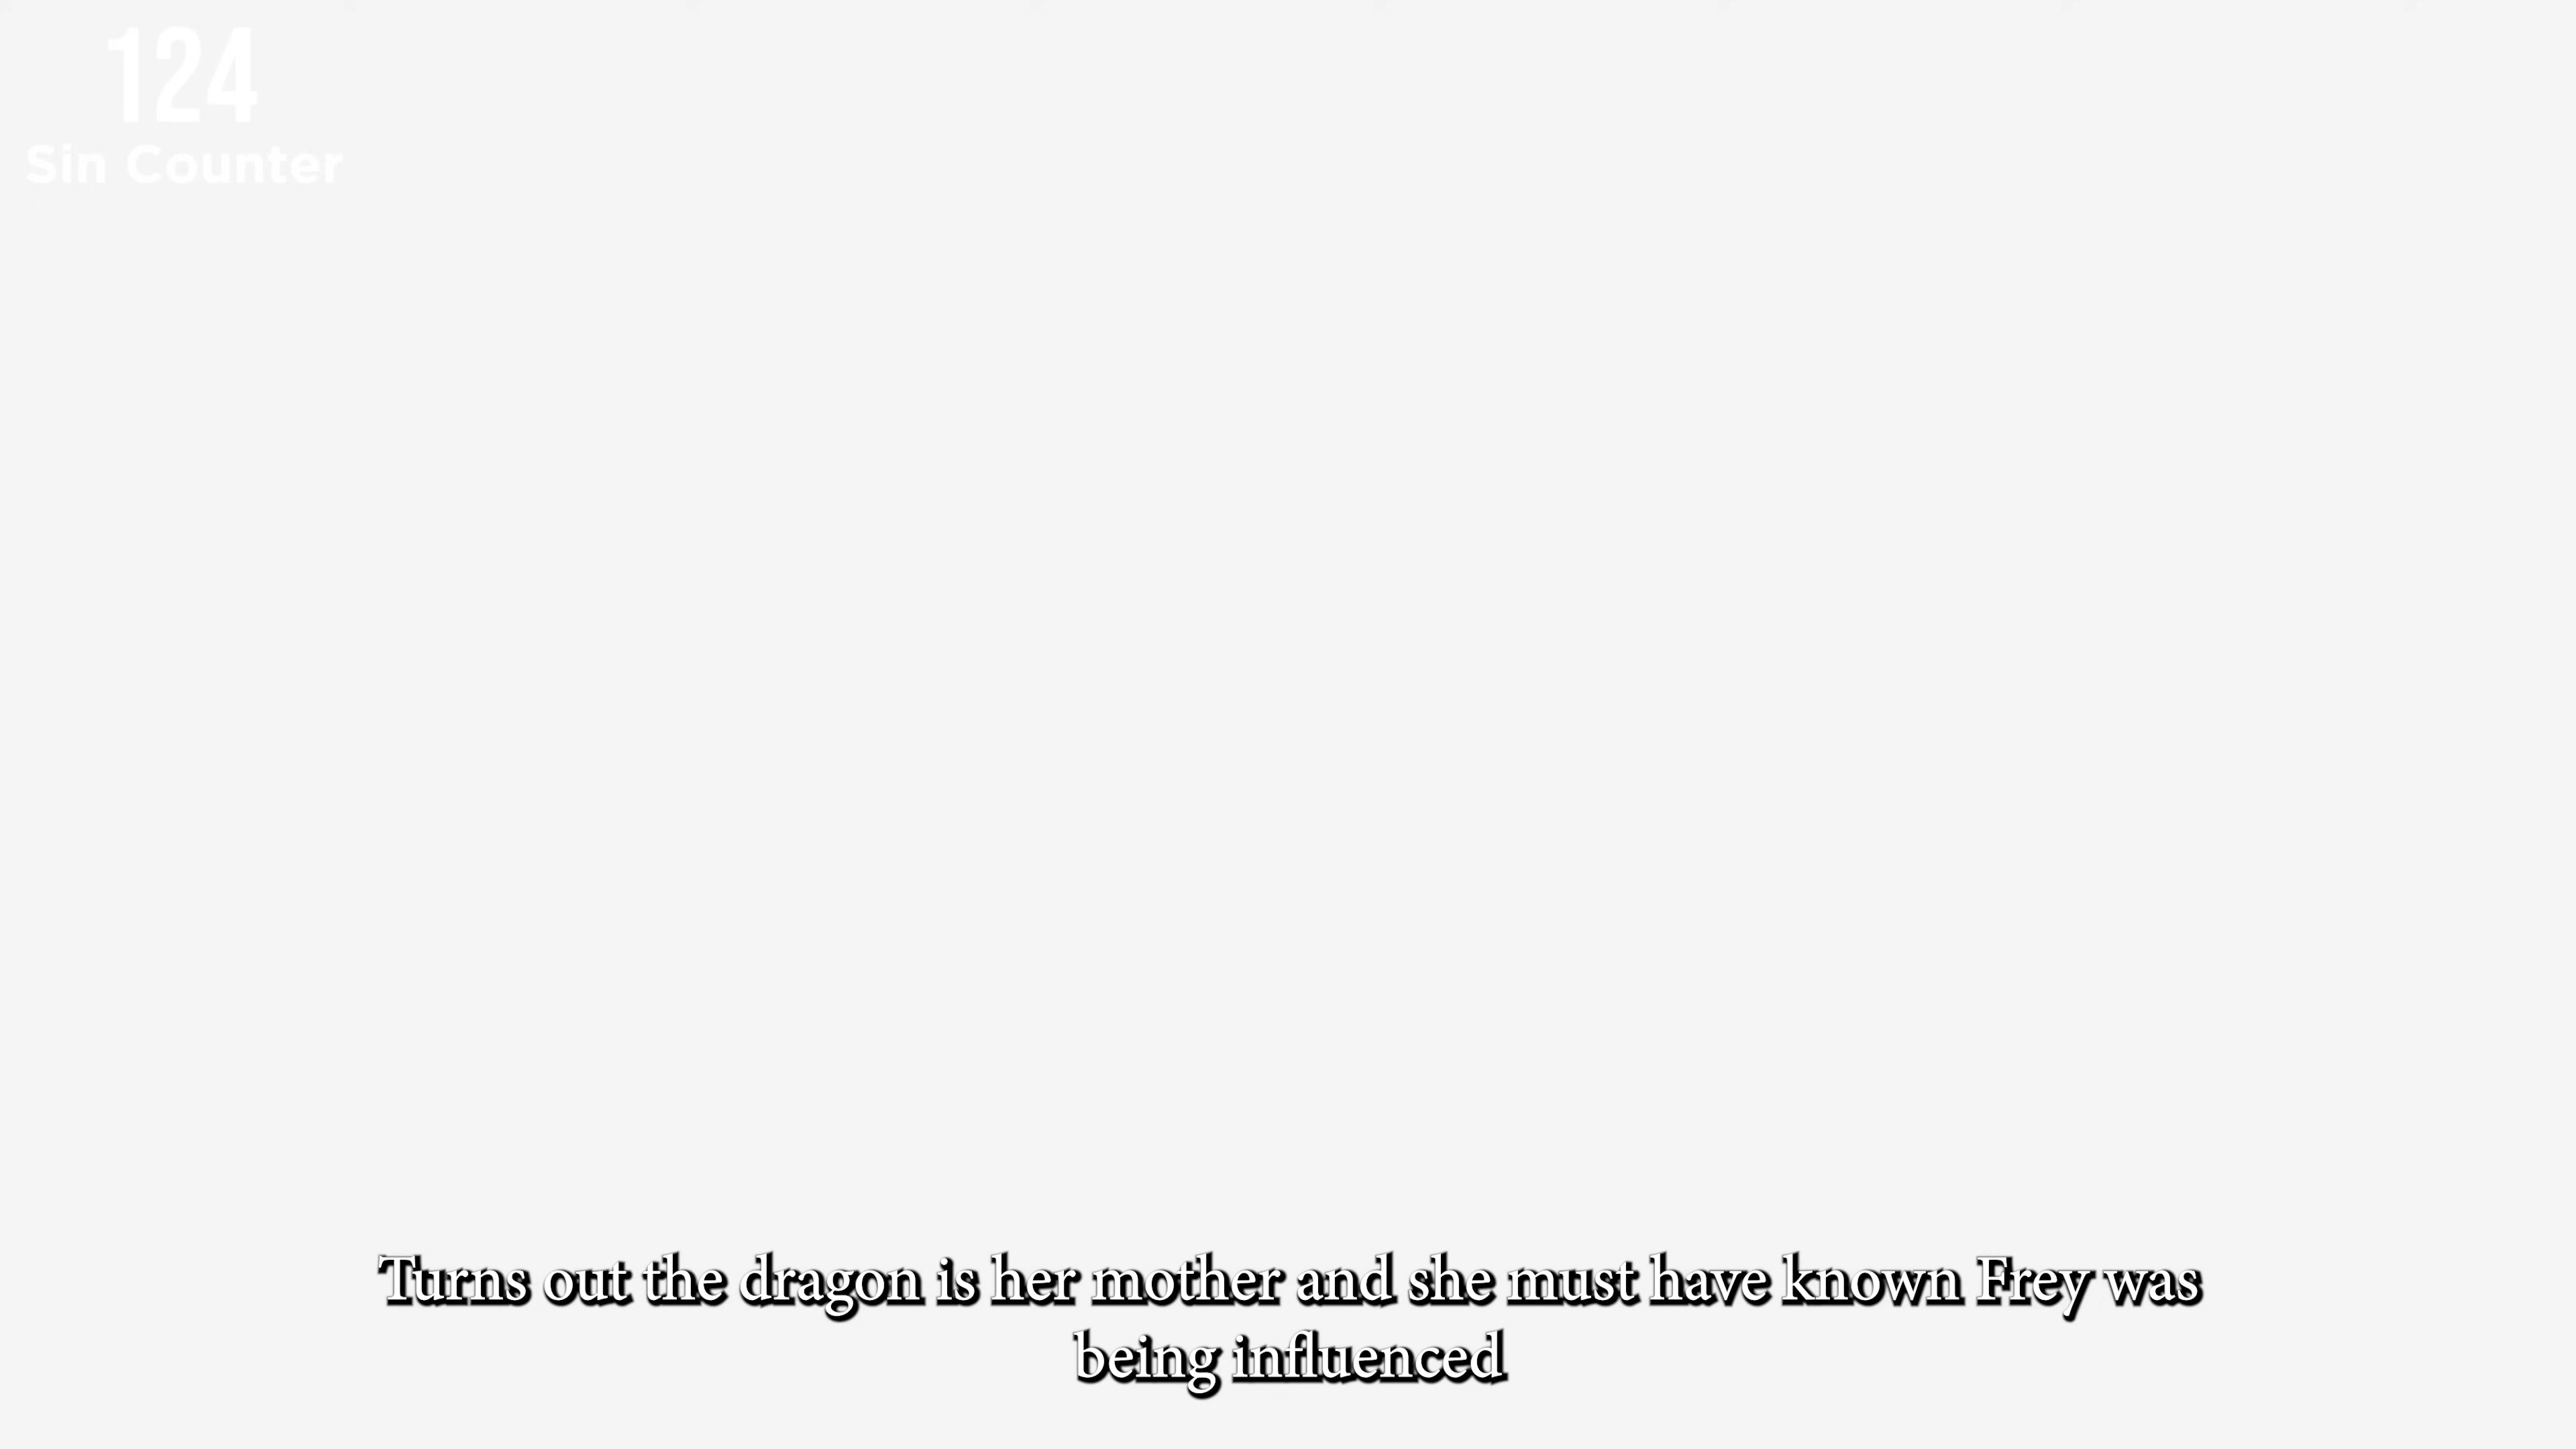 124
Sin Counter
Turns out the dragon is her mother and she must have known Frey was
being influenced